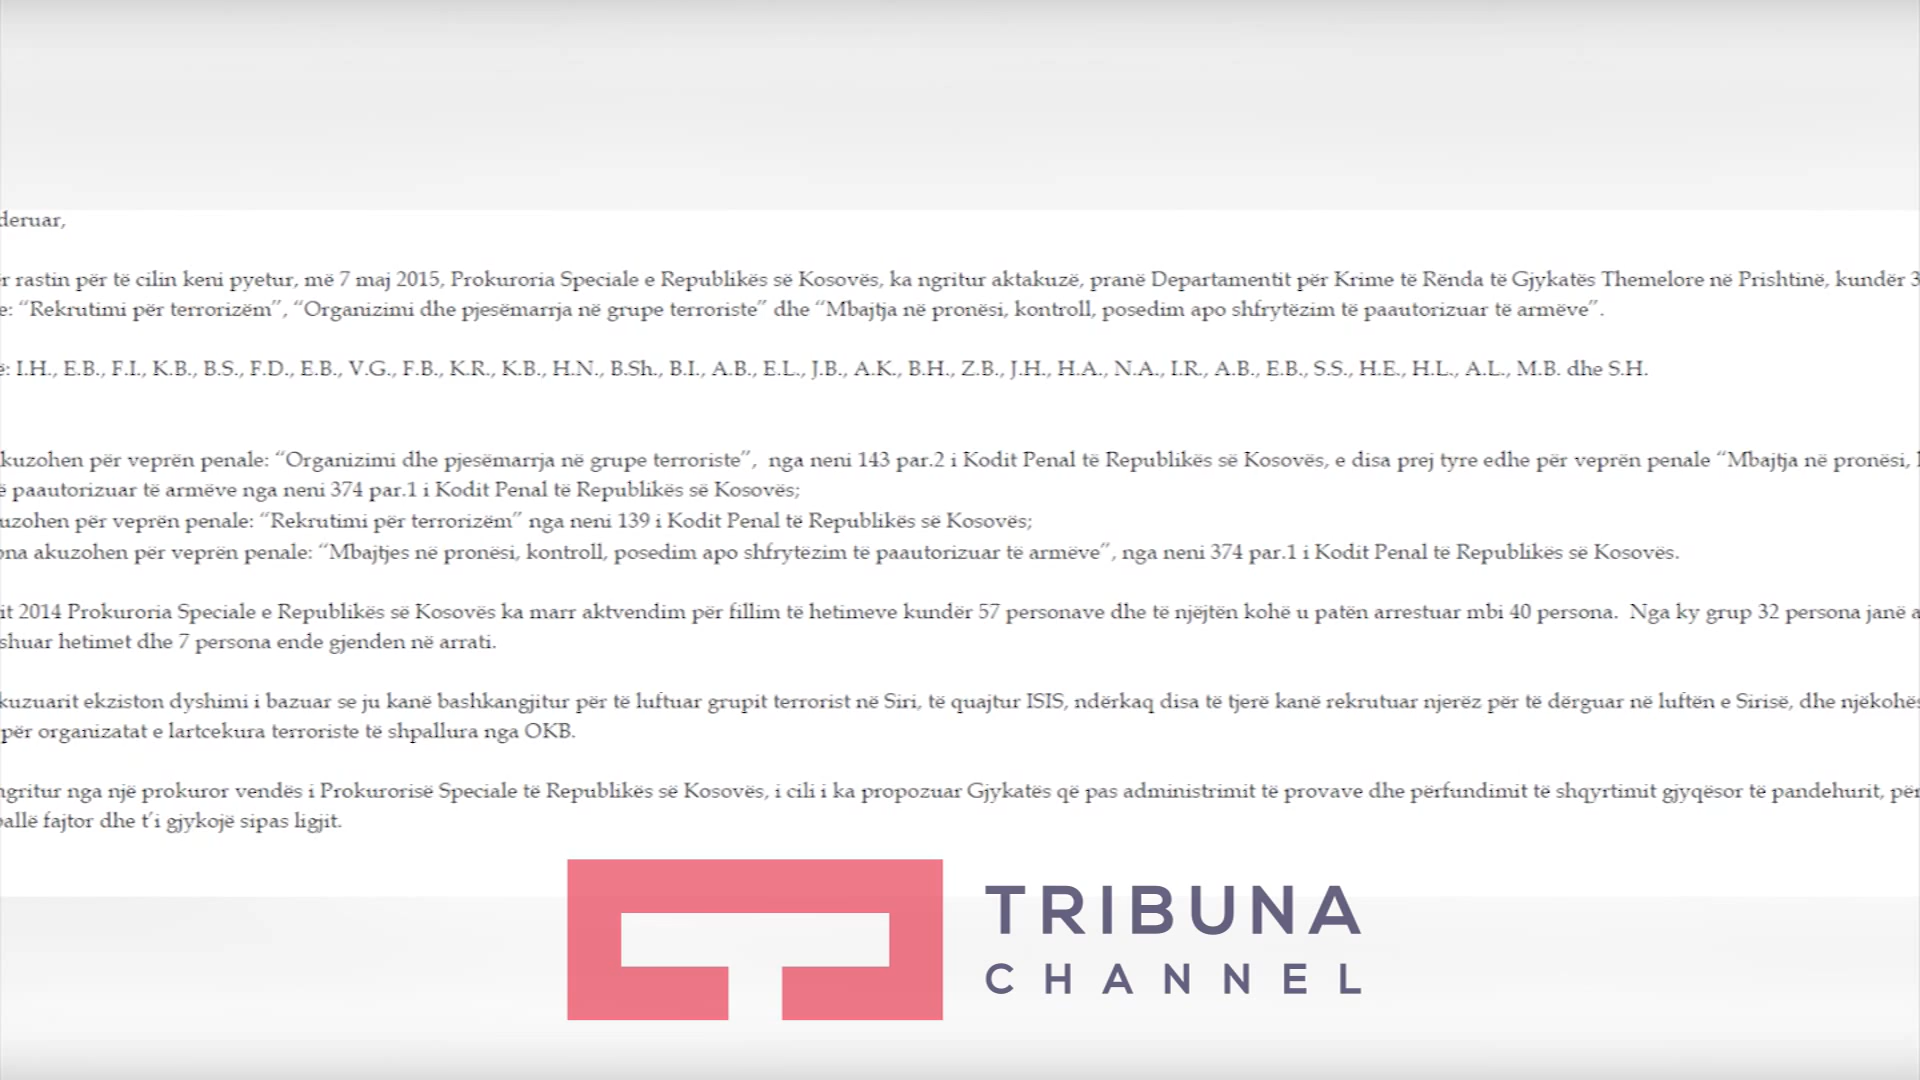 deruar,
r rastin për të cilin keni pyetur, më 7 maj 2015, Prokuroria Speciale e Republikës së Kosovës, ka ngritur aktakuzë, pranë Departamentit për Krime të Rënda të Gjykatës Themelore në Prishtinë, kundër 3
e: “Rekrutimi për terrorizëm”, “Organizimi dhe pjesëmarrja në grupe terroriste” dhe “Mbajtja në pronësi, kontroll, posedim apo shfrytëzim të paautorizuar të armëve”.
ë: I.H., E.B., F.I., K.B., B.S., F.D., E.B., V.G., F.B., K.R., K.B., H.N., B.Sh., B.I., A.B., E.L., J.B., A.K., B.H., Z.B., J.H., H.A., N.A., I.R., A.B., E.B., S.S., H.E., H.L., A.L., M.B. dhe S.H.
kuzohen për veprën penale: “Organizimi dhe pjesëmarrja në grupe terroriste”, nga neni 143 par.2 i Kodit Penal të Republikës së Kosovës, e disa prej tyre edhe për veprën penale “Mbajtja në pronësi,
ë paautorizuar të armëve nga neni 374 par.1 i Kodit Penal të Republikës së Kosovës;
uzohen për veprën penale: “Rekrutimi për terrorizëm” nga neni 139 i Kodit Penal të Republikës së Kosovës;
ona akuzohen për veprën penale: “Mbajtjes në pronësi, kontroll, posedim apo shfrytëzim të paautorizuar të armëve”, nga neni 374 par.1 i Kodit Penal të Republikës së Kosovës.
it 2014 Prokuroria Speciale e Republikës së Kosovës ka marr aktvendim për fillim të hetimeve kundër 57 personave dhe të njëjtën kohë u patën arrestuar mbi 40 persona. Nga ky grup 32 persona janë a
shuar hetimet dhe 7 persona ende gjenden në arrati.
kuzuarit ekziston dyshimi i bazuar se ju kanë bashkangjitur për të luftuar grupit terrorist në Siri, të quajtur ISIS, ndërkaq disa të tjerë kanë rekrutuar njerëz për të dërguar në luftën e Sirisë, dhe njëkohës
për organizatat e lartcekura terroriste të shpallura nga OKB.
ngritur nga një prokuror vendës i Prokurorisë Speciale të Republikës së Kosovës, i cili i ka propozuar Gjykatës që pas administrimit të provave dhe përfundimit të shqyrtimit gjyqësor të pandehurit, për
pallë fajtor dhe t’i gjykojë sipas ligjit.
TRIBUNA
CHANNEL